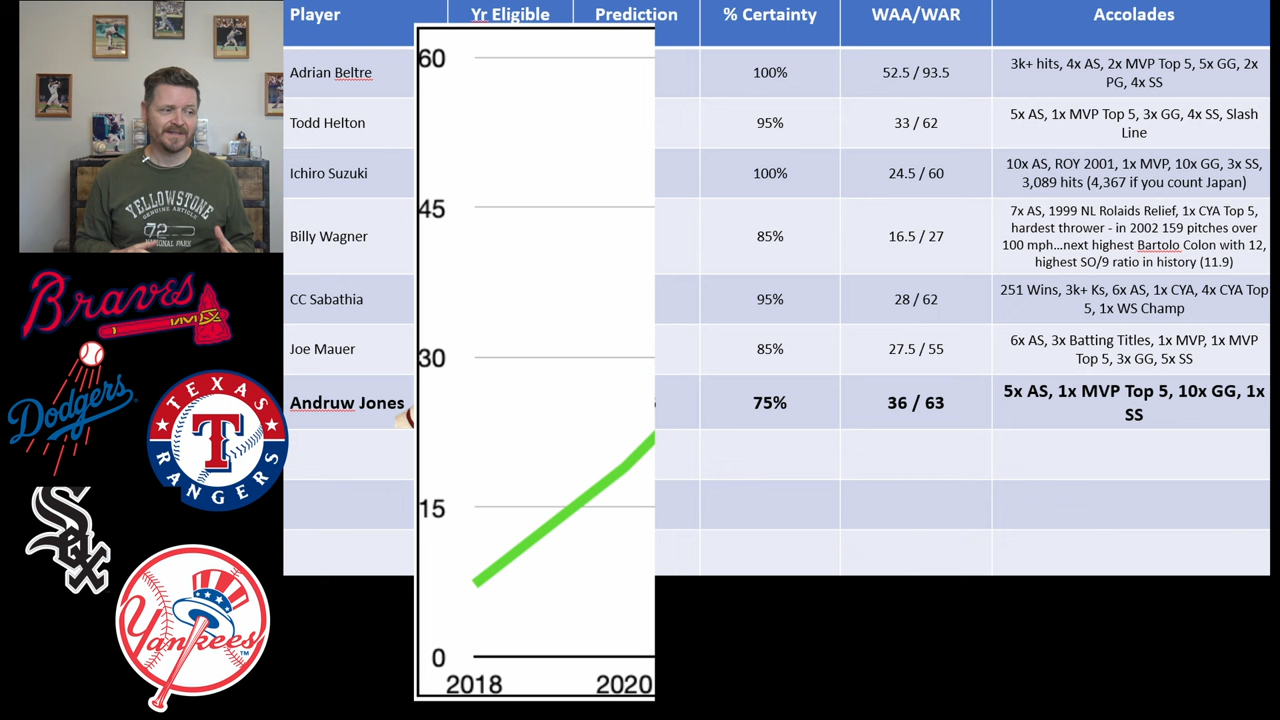 Player Yr Eligible Prediction % Certainty WAA/WAR Accolades
Adrian Beltre 100% 52.5 / 93.5 3k+ hits, 4x AS, 2x MVP Top 5, 5x GG, 2x
PG, 4x SS
Todd Helton 95% 33 / 62 5x AS, 1x MVP Top 5, 3x GG, 4x SS, Slash
Line
Ichiro Suzuki 100% 24.5 / 60 10x AS, ROY 2001, 1x MVP, 10x GG, 3x SS,
3,089 hits (4,367 if you count Japan)
Billy Wagner 85% 16.5 / 27 7x AS, 1999 NL Rolaids Relief, 1x CYA Top 5,
hardest thrower - in 2002 159 pitches over
100 mph...next highest Bartolo Colon with 12,
highest SO/9 ratio in history (11.9)
CC Sabathia 95% 28 / 62 251 Wins, 3k+ Ks, 6x AS, 1x CYA, 4x CYA Top
5, 1x WS Champ
Joe Mauer 85% 27.5 / 55 6x AS, 3x Batting Titles, 1x MVP, 1x MVP
Top 5, 3x GG, 5x SS
Andruw Jones 75% 36 / 63 5x AS, 1x MVP Top 5, 10x GG, 1x
SS
60
45
30
15
0
2018 2020
YELLOWSTONE
GENUINE ARTICLE
72
NATIONAL PARK
Braves
Dodgers
TEXAS
T
RANGERS
Sox
Yankees
TM